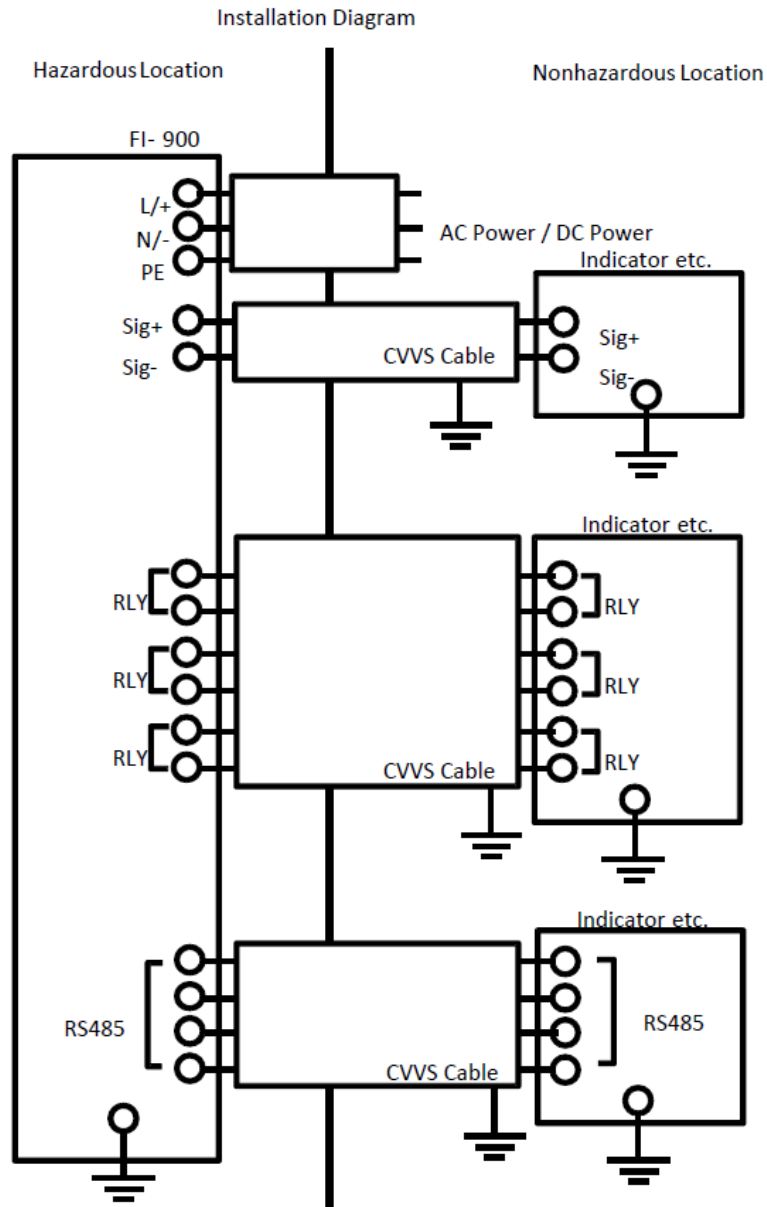 Installation Diagram
Hazardous Location
Nonhazardous Location
FI- 900
L/+
N/-
PE
AC Power / DC Power
Indicator etc.
Sig+
Sig-
CVVS Cable
Sig+
Sig-
Indicator etc.
RLY
RLY
RLY
RLY
RLY
RLY
CVVS Cable
Indicator etc.
RS485
RS485
CVVS Cable